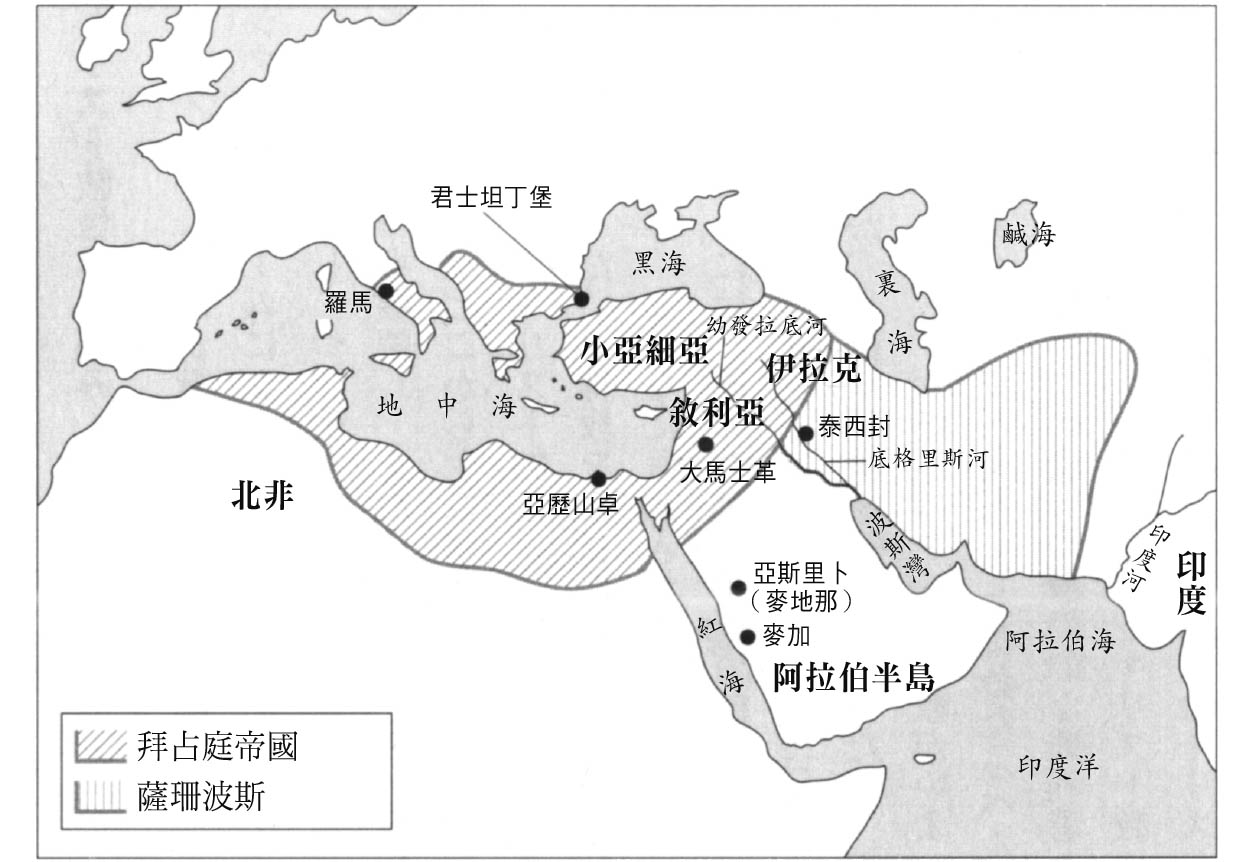 君士坦丁堡
黑海
鹹海
裏海
羅馬
幼發拉底河
小亞細亞
伊拉克
地中海
敘利亞
泰西封
底格里斯河
大馬士革
北非
亞歷山卓
波斯灣
印度河
印度
亞斯里卜
（麥地那）
紅海
麥加
阿拉伯海
阿拉伯半島
印度洋
拜占庭帝國
薩珊波斯